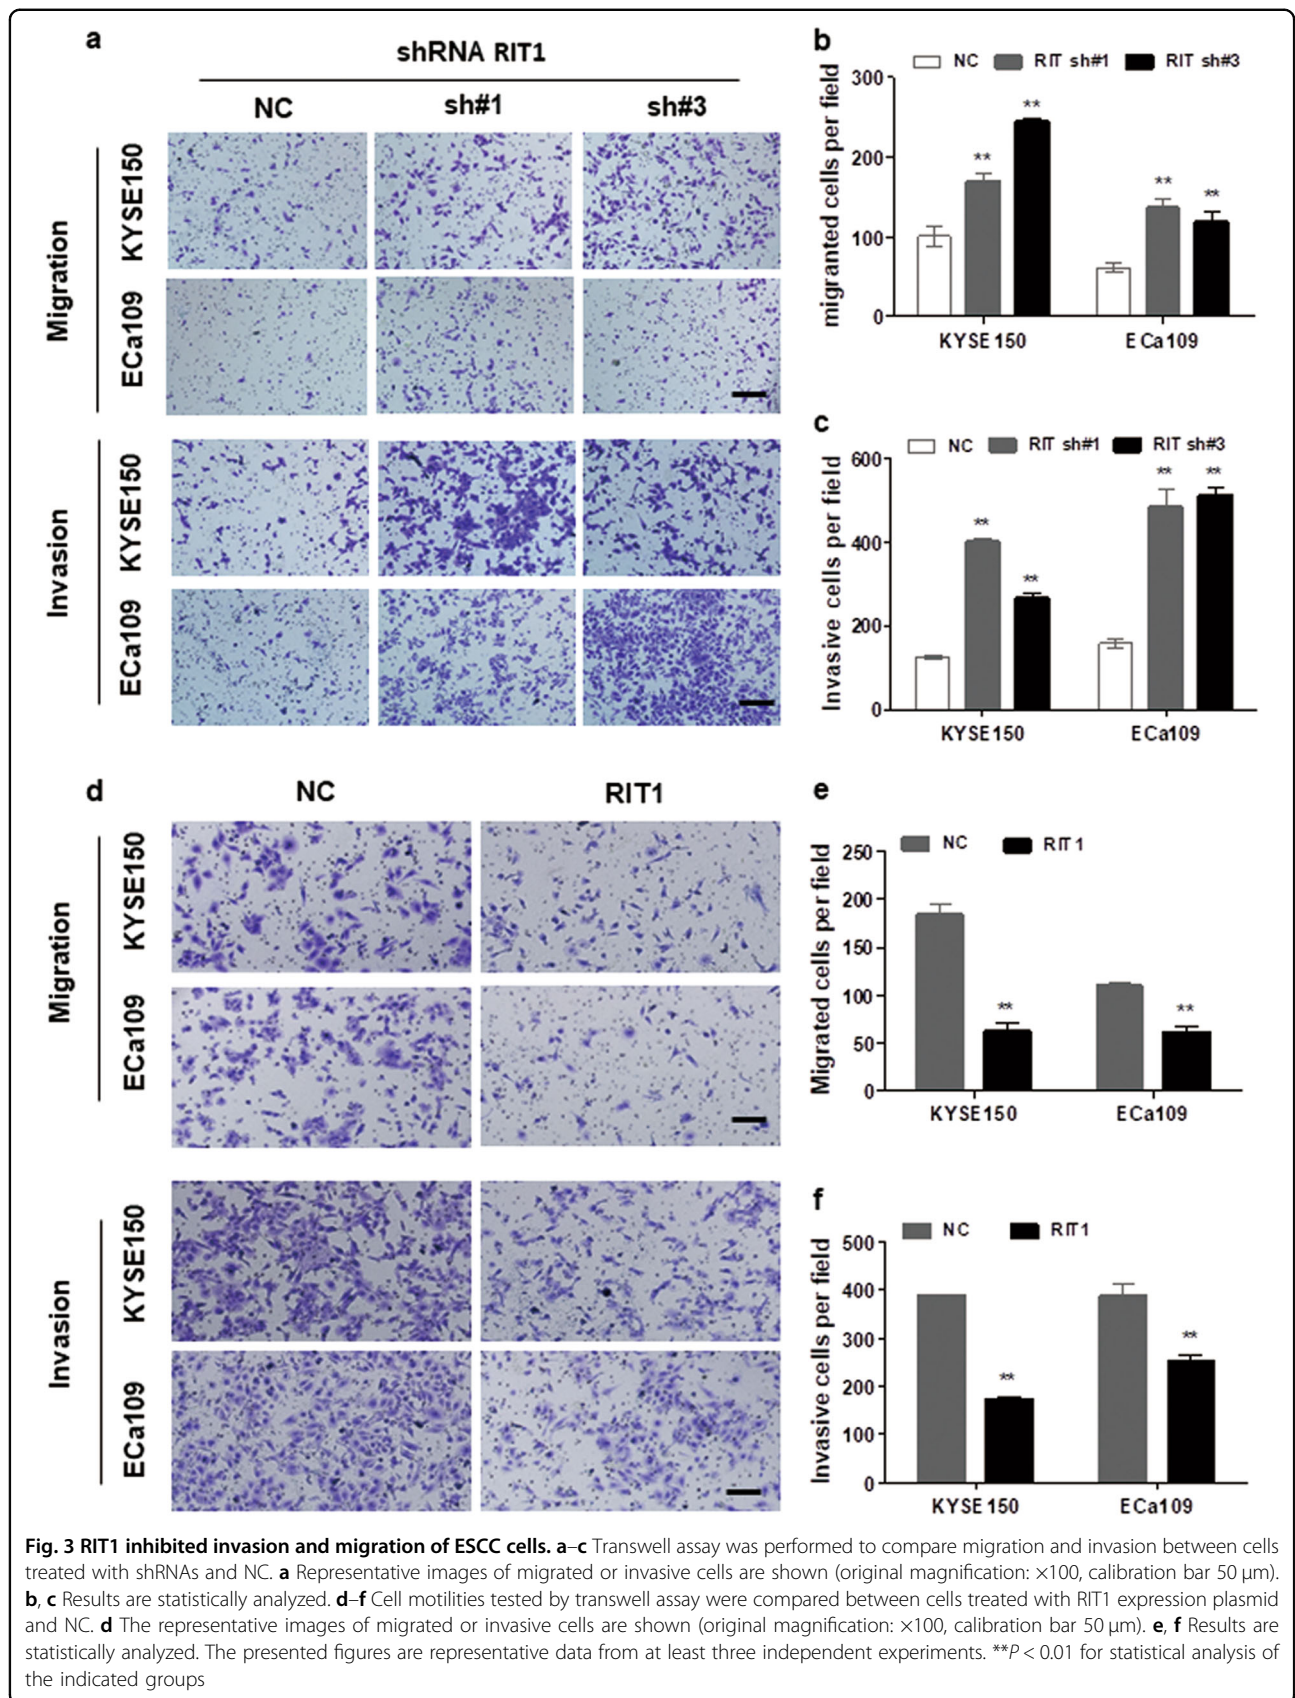 a
shRNA RIT1
NC sh#1 sh#3
Migration
KYSE150
ECa109
Invasion
KYSE150
ECa109
b
NC RIT sh#1 RIT sh#3
migranted cells per field
300
200
100
0
** ** ** **
KYSE150 ECa109
c
NC RIT sh#1 RIT sh#3
Invasive cells per field
600
400
200
0
** ** ** **
KYSE150 ECa109
d
NC RIT1
Migration
KYSE150
ECa109
Invasion
KYSE150
ECa109
e
NC RIT1
Migrated cells per field
250
200
150
100
50
0
** **
KYSE150 ECa109
f
NC RIT1
Invasive cells per field
500
400
300
200
100
0
** **
KYSE150 ECa109
Fig. 3 RIT1 inhibited invasion and migration of ESCC cells. a–c Transwell assay was performed to compare migration and invasion between cells
treated with shRNAs and NC. a Representative images of migrated or invasive cells are shown (original magnification: ×100, calibration bar 50 μm).
b, c Results are statistically analyzed. d–f Cell motilities tested by transwell assay were compared between cells treated with RIT1 expression plasmid
and NC. d The representative images of migrated or invasive cells are shown (original magnification: ×100, calibration bar 50 μm). e, f Results are
statistically analyzed. The presented figures are representative data from at least three independent experiments. **P < 0.01 for statistical analysis of
the indicated groups